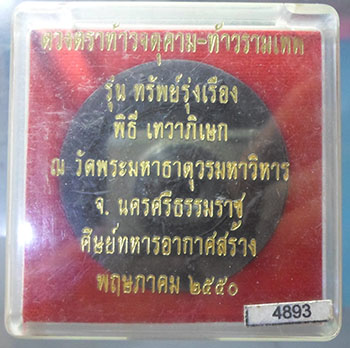 ดวงตราท้าวจตุคาม-ท้าวรามเทพ
รุ่น ทรัพย์รุ่งเรือง
พิธี เทวาภิเษก
ณ วัดพระมหาธาตุวรมหาวิหาร
จ. นครศรีธรรมราช
ศิษย์ทหารอากาศสร้าง
พฤษภาคม ๒๕๕๐
4893